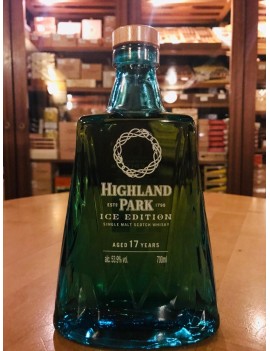 HIGHLAND
ESTD 1798
PARK
ICE EDITION
SINGLE MALT SCOTCH WHISKY
AGED 17 YEARS
alc. 53,9% vol. 700ml